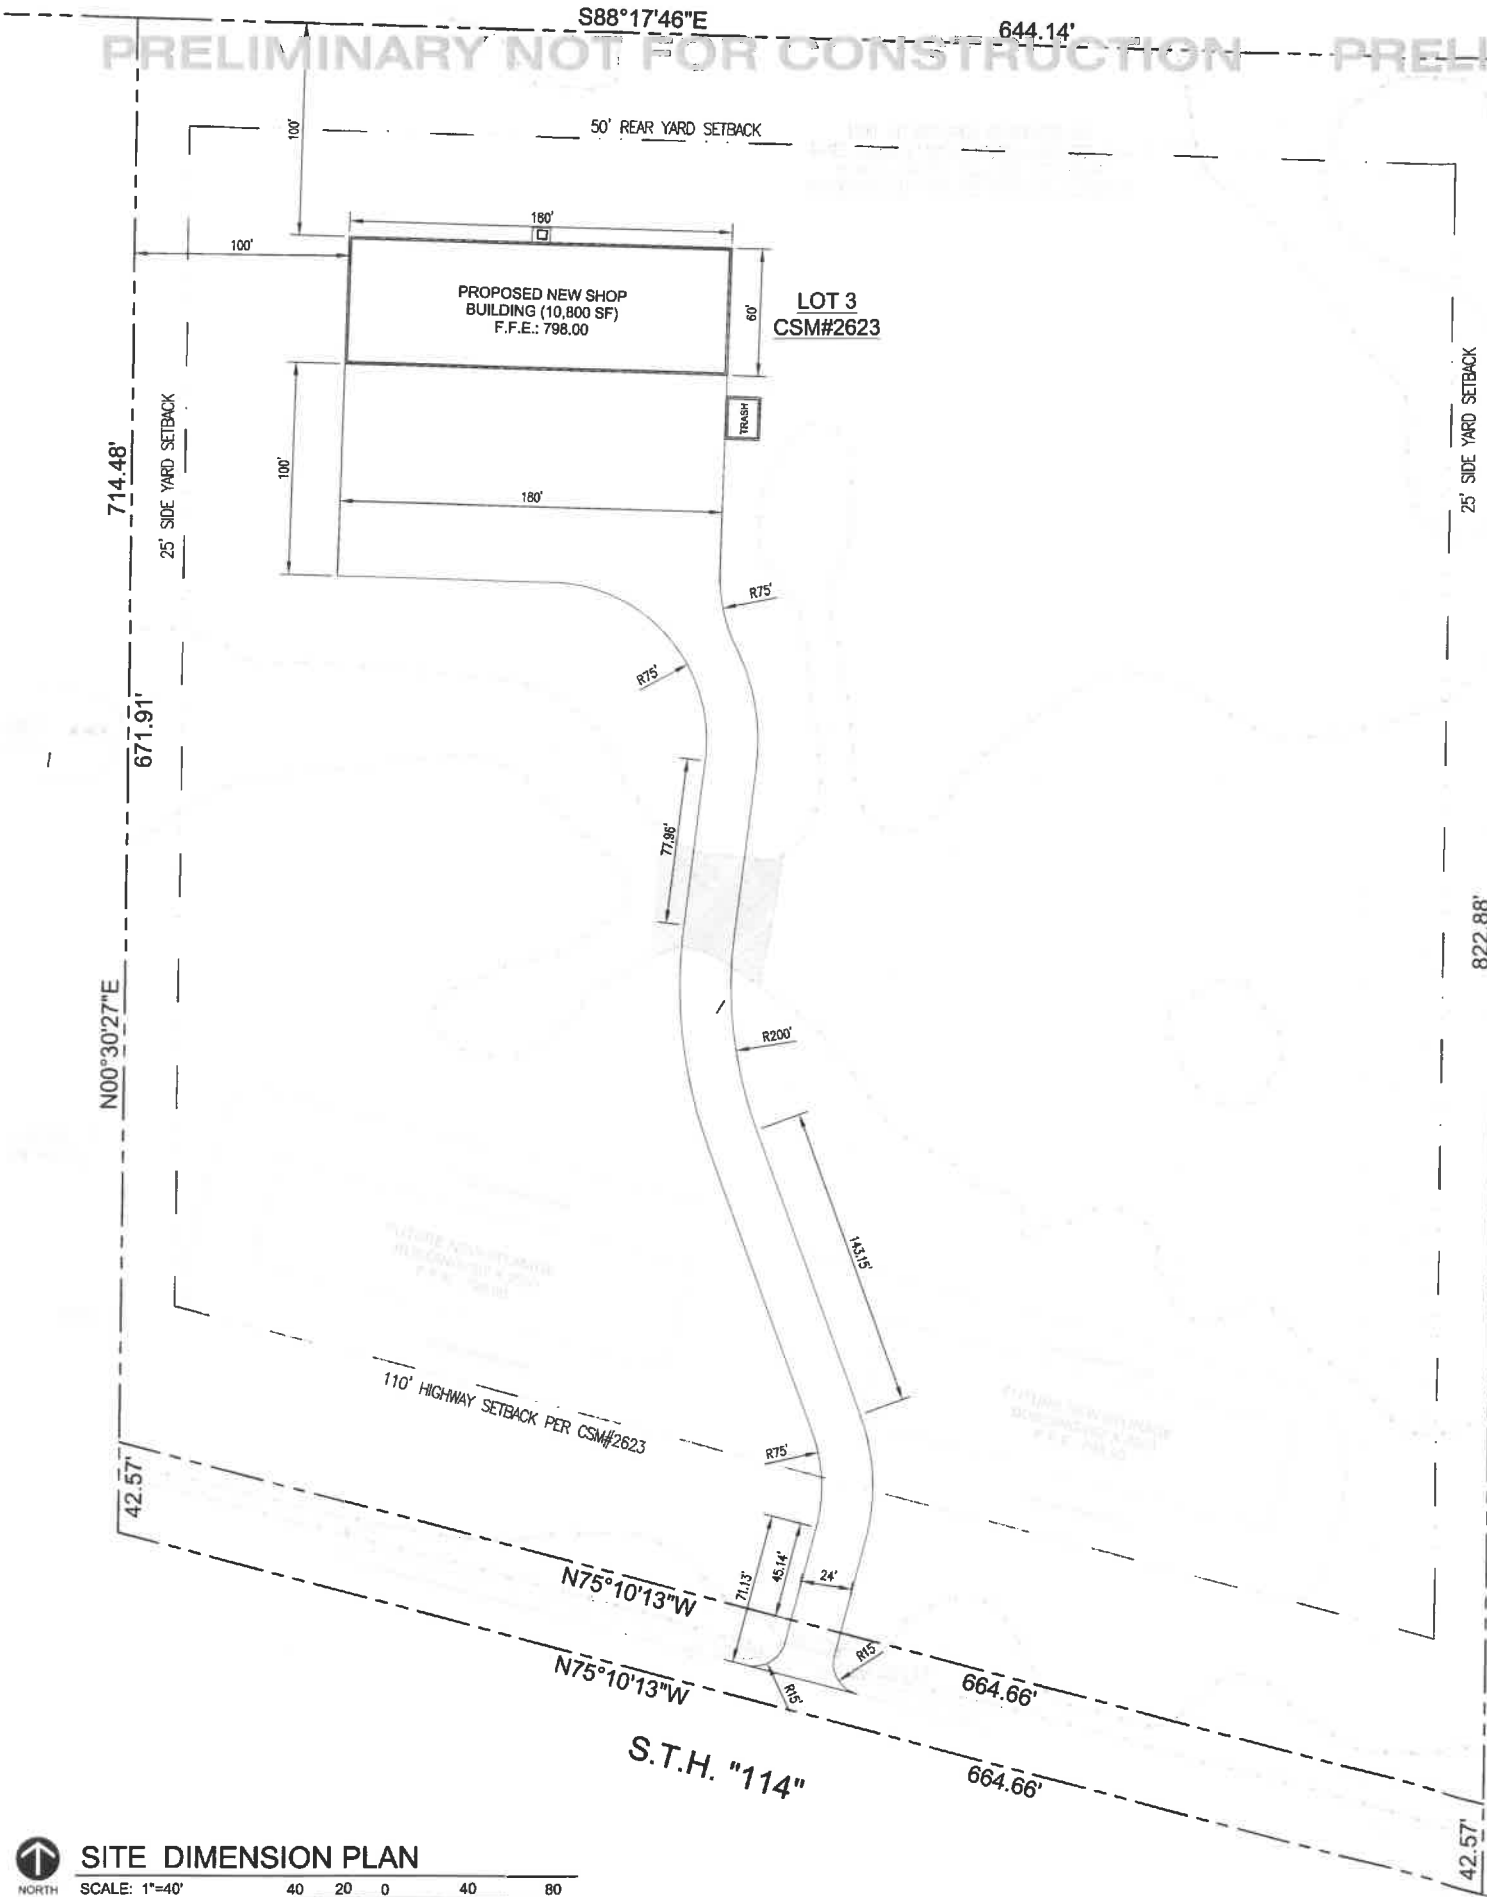 S88°17'46"E
644.14'
PRELIMINARY NOT FOR CONSTRUCTION
PRELI
100'
50' REAR YARD SETBACK
180'
100'
PROPOSED NEW SHOP
BUILDING (10,800 SF)
F.F.E.: 798.00
60'
LOT 3
CSM#2623
TRASH
25' SIDE YARD SETBACK
25' SIDE YARD SETBACK
714.48'
100'
180'
R75'
R75'
671.91'
77.96'
822.88'
N00°30'27"E
R200'
143.15'
110' HIGHWAY SETBACK PER CSM#2623
R75'
42.57'
71.13'
45.14'
24'
N75°10'13"W
R15'
R15'
664.66'
N75°10'13"W
664.66'
S.T.H. "114"
42.57'
NORTH
SITE DIMENSION PLAN
SCALE: 1"=40'
40 20 0 40 80